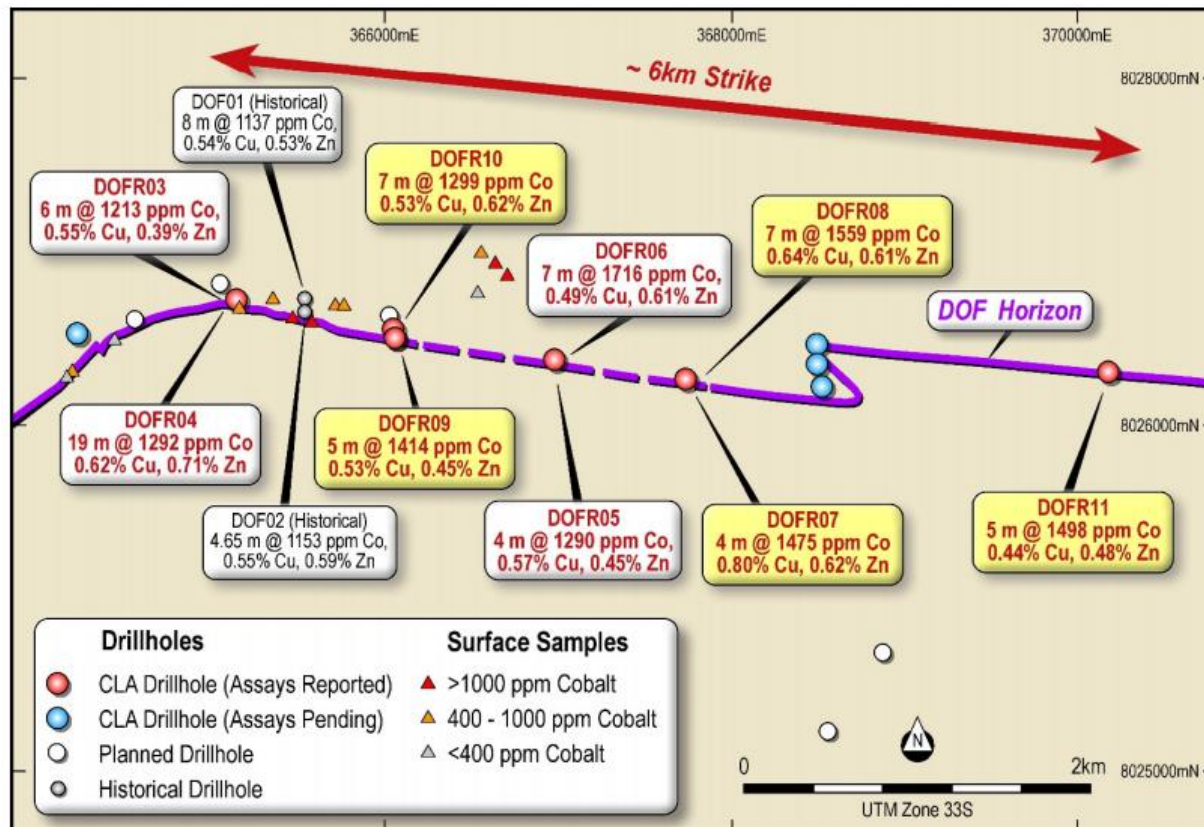 366000mE
368000mE
370000mE
8028000mN
~ 6km Strike
DOF01 (Historical)
8 m @ 1137 ppm Co,
0.54% Cu, 0.53% Zn
DOFR10
7 m @ 1299 ppm Co
0.53% Cu, 0.62% Zn
DOFR03
6 m @ 1213 ppm Co,
0.55% Cu, 0.39% Zn
DOFR08
7 m @ 1559 ppm Co
0.64% Cu, 0.61% Zn
DOFR06
7 m @ 1716 ppm Co,
0.49% Cu, 0.61% Zn
DOF Horizon
DOFR04
19 m @ 1292 ppm Co
0.62% Cu, 0.71% Zn
DOFR09
5 m @ 1414 ppm Co
0.53% Cu, 0.45% Zn
8026000mN
DOF02 (Historical)
4.65 m @ 1153 ppm Co,
0.55% Cu, 0.59% Zn
DOFR05
4 m @ 1290 ppm Co,
0.57% Cu, 0.45% Zn
DOFR07
4 m @ 1475 ppm Co
0.80% Cu, 0.62% Zn
DOFR11
5 m @ 1498 ppm Co
0.44% Cu, 0.48% Zn
Drillholes
CLA Drillhole (Assays Reported)
CLA Drillhole (Assays Pending)
Planned Drillhole
Historical Drillhole
Surface Samples
>1000 ppm Cobalt
400 - 1000 ppm Cobalt
<400 ppm Cobalt
N
0
2km
UTM Zone 33S
8025000mN